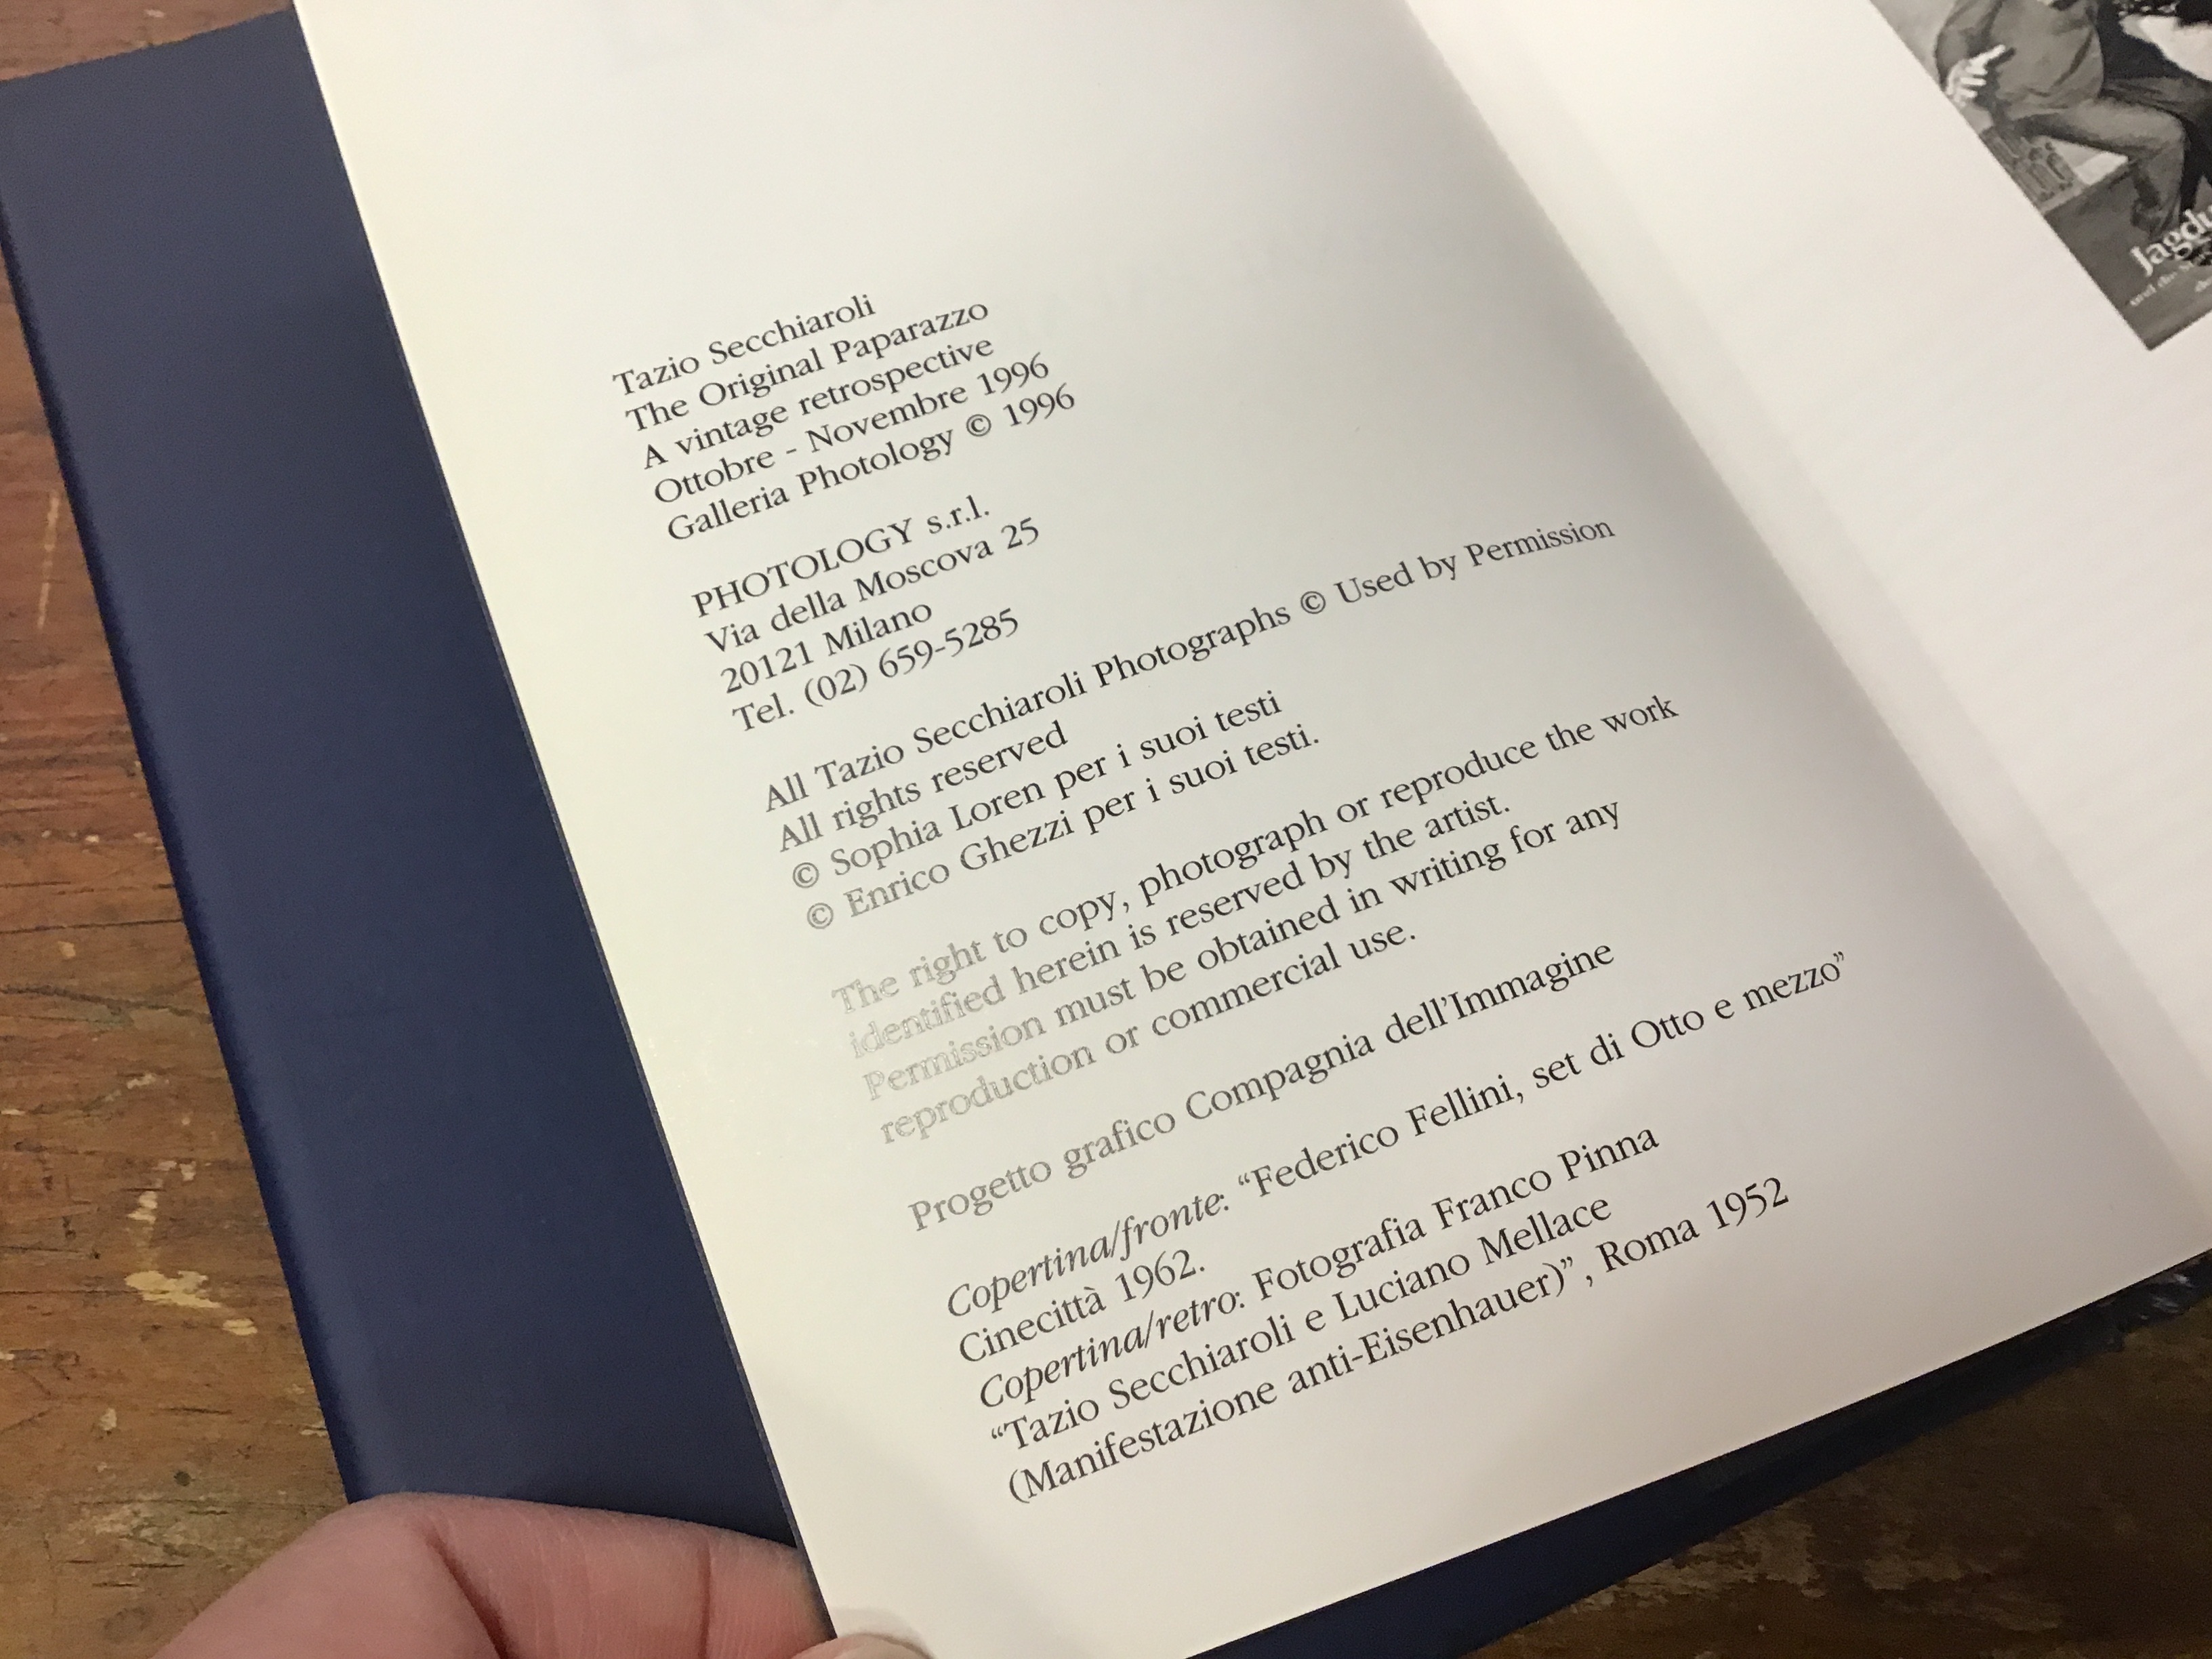 Tazio Secchiaroli
The Original Paparazzo
A vintage retrospective
Ottobre - Novembre 1996
Galleria Photology © 1996
PHOTOLOGY s.r.l.
Via della Moscova 25
20121 Milano
Tel. (02) 659-5285
All Tazio Secchiaroli Photographs © Used by Permission
All rights reserved
© Sophia Loren per i suoi testi
© Enrico Ghezzi per i suoi testi.
The right to copy, photograph or reproduce the work
identified herein is reserved by the artist.
Permission must be obtained in writing for any
reproduction or commercial use.
Progetto grafico Compagnia dell'Immagine
Copertina/fronte: “Federico Fellini, set di Otto e mezzo”
Cinecittà 1962.
Copertina/retro: Fotografia Franco Pinna
“Tazio Secchiaroli e Luciano Mellace
(Manifestazione anti-Eisenhauer)”, Roma 1952